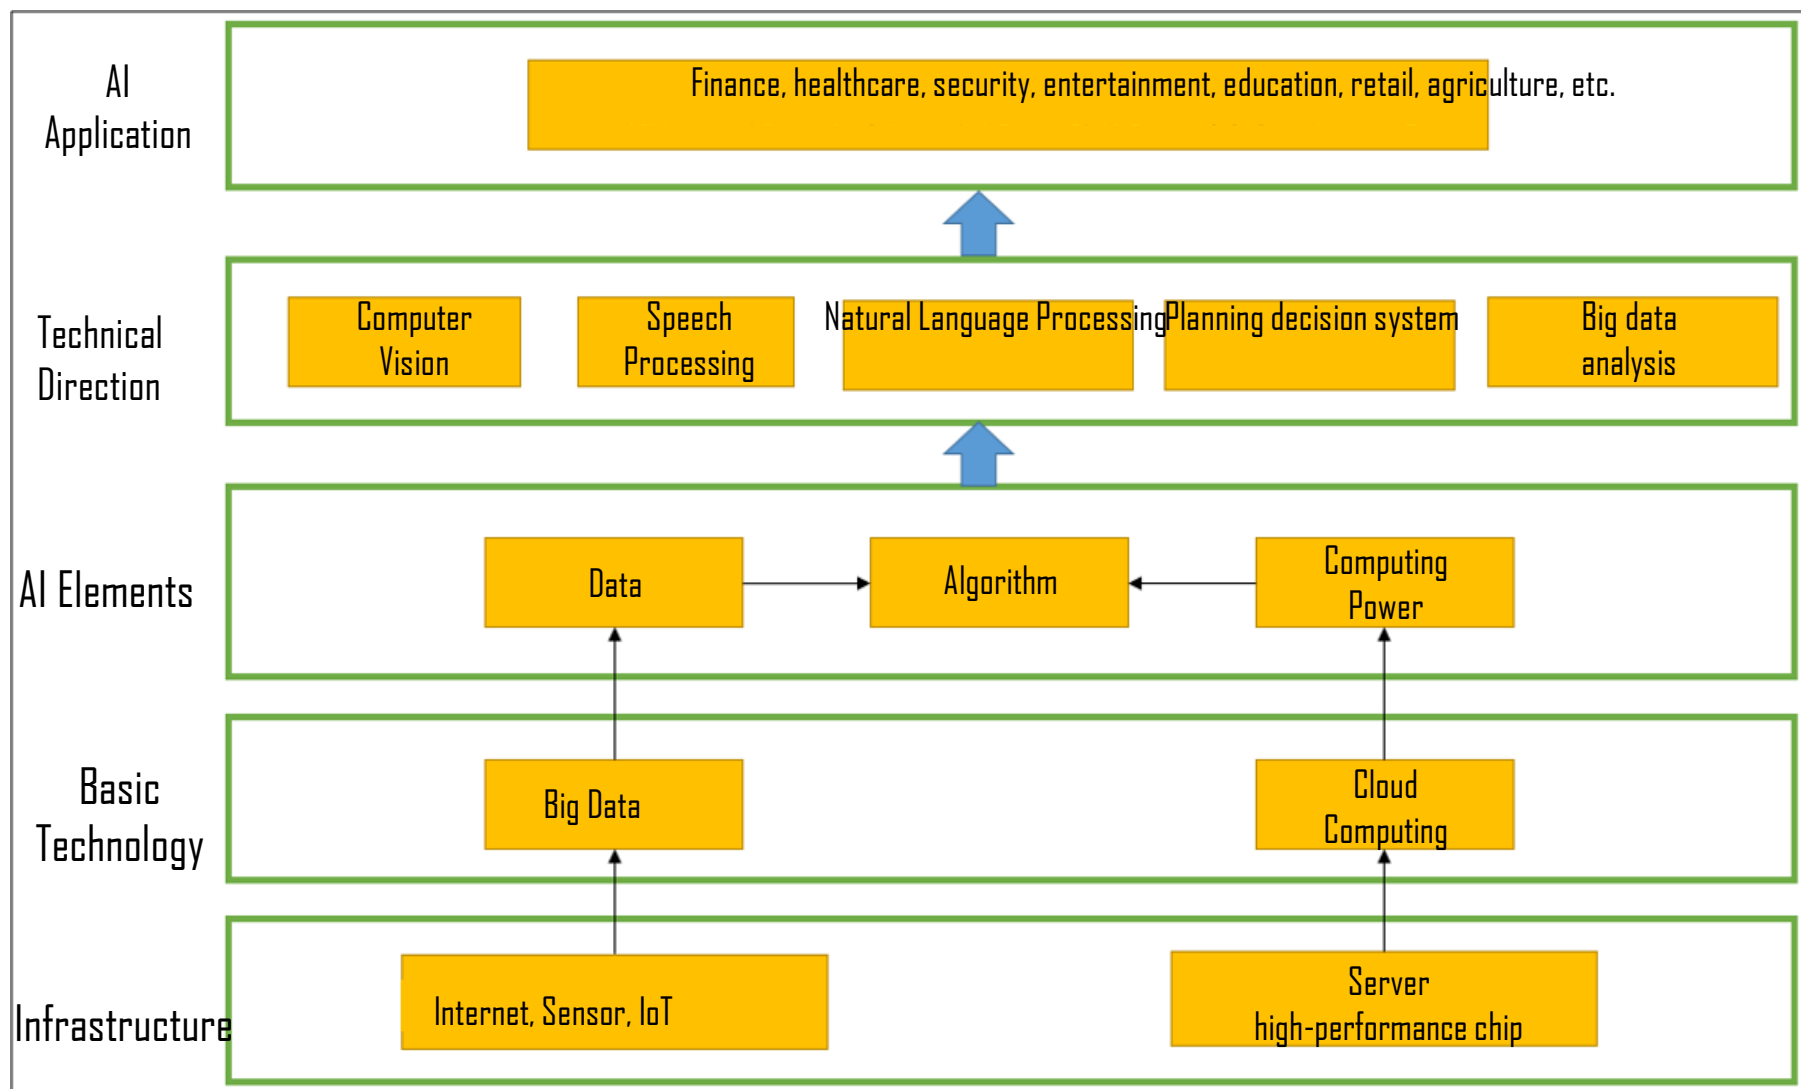 AI
Application
Finance, healthcare, security, entertainment, education, retail, agriculture, etc.
Technical
Direction
Computer
Vision
Speech
Processing
Natural Language Processing
Planning decision system
Big data
analysis
AI Elements
Data
Algorithm
Computing
Power
Basic
Technology
Big Data
Cloud
Computing
Infrastructure
Internet, Sensor, IoT
Server
high-performance chip